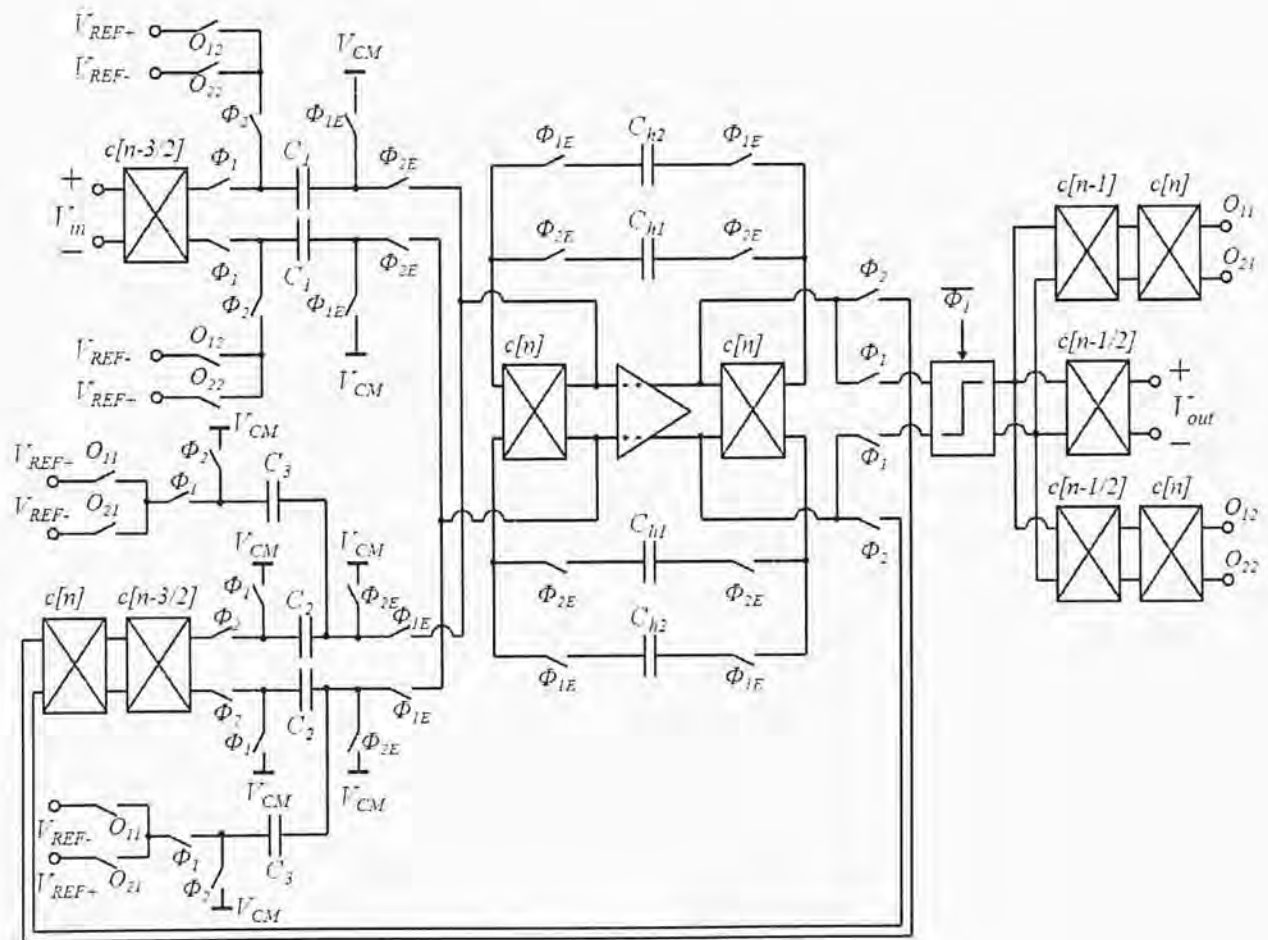 V_REF+
O_12
V_REF-
O_22
V_CM
Φ_2
Φ_1E
c[n-3/2]
Φ_1
C_1
Φ_2E
+
V_in
−
Φ_1
C_1
Φ_2E
Φ_2
Φ_1E
V_REF-
O_12
V_CM
V_REF+
O_22
V_CM
V_REF+
O_11
Φ_2
C_3
V_REF-
O_21
Φ_1
V_CM
V_CM
c[n]
c[n-3/2]
Φ_1
Φ_2
C_2
Φ_2E
Φ_1E
Φ_2
C_2
Φ_1E
Φ_1
Φ_2E
V_CM
V_CM
V_REF-
O_11
Φ_1
C_3
V_REF+
O_21
Φ_2
V_CM
Φ_1E
C_h2
Φ_1E
Φ_2E
C_h1
Φ_2E
c[n]
- +
- +
c[n]
C_h1
Φ_2E
Φ_2E
C_h2
Φ_1E
Φ_1E
Φ_2
Φ_1
Φ_1
Φ_2
Φ̅_1
c[n-1]
c[n]
O_11
O_21
c[n-1/2]
+
V_out
−
c[n-1/2]
c[n]
O_12
O_22